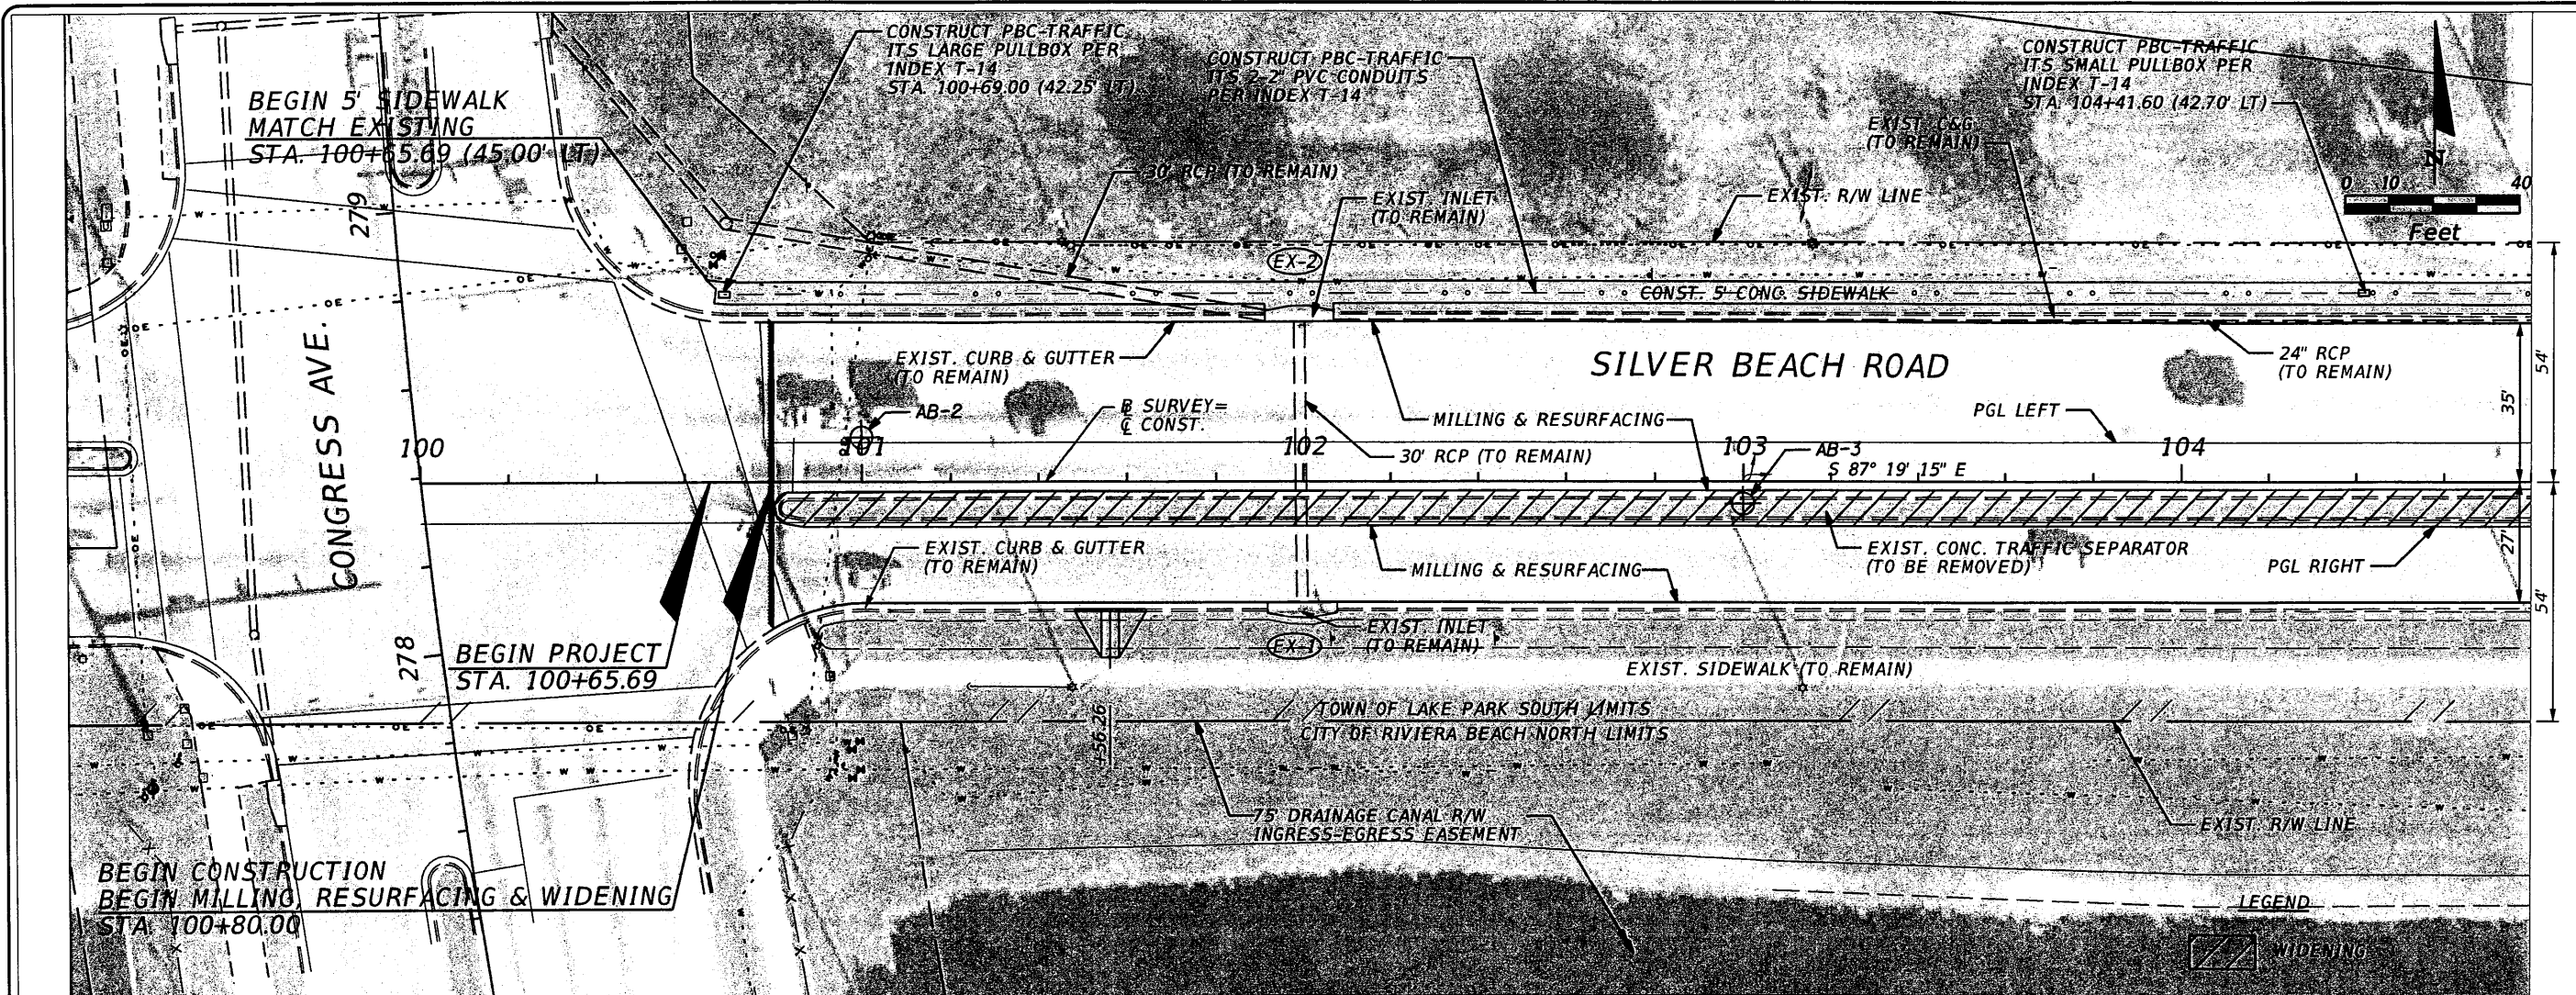 CONSTRUCT PBC-TRAFFIC
ITS LARGE PULLBOX PER
INDEX T-14
STA. 100+69.00 (42.25' LT)
CONSTRUCT PBC-TRAFFIC
ITS 2-2" PVC CONDUITS
PER INDEX T-14
CONSTRUCT PBC-TRAFFIC
ITS SMALL PULLBOX PER
INDEX T-14
STA. 104+41.60 (42.70' LT)
BEGIN 5' SIDEWALK
MATCH EXISTING
STA. 100+65.69 (45.00' LT)
EXIST. C&G
(TO REMAIN)
N
0 10 40
Feet
30' RCP (TO REMAIN)
EXIST. INLET
(TO REMAIN)
EXIST. R/W LINE
279
EX-2
CONST. 5' CONC. SIDEWALK
EXIST. CURB & GUTTER
(TO REMAIN)
SILVER BEACH ROAD
24" RCP
(TO REMAIN)
54'
35'
CONGRESS AVE.
AB-2
B SURVEY=
C CONST.
MILLING & RESURFACING
PGL LEFT
100
101
102
103
104
30' RCP (TO REMAIN)
AB-3
S 87° 19' 15" E
EXIST. CURB & GUTTER
(TO REMAIN)
MILLING & RESURFACING
EXIST. CONC. TRAFFIC SEPARATOR
(TO BE REMOVED)
PGL RIGHT
27'
54'
278
BEGIN PROJECT
STA. 100+65.69
EX-1
EXIST. INLET
(TO REMAIN)
EXIST. SIDEWALK (TO REMAIN)
+56.26
TOWN OF LAKE PARK SOUTH LIMITS
CITY OF RIVIERA BEACH NORTH LIMITS
75' DRAINAGE CANAL R/W
INGRESS-EGRESS EASEMENT
EXIST. R/W LINE
BEGIN CONSTRUCTION
BEGIN MILLING, RESURFACING & WIDENING
STA. 100+80.00
LEGEND
WIDENING